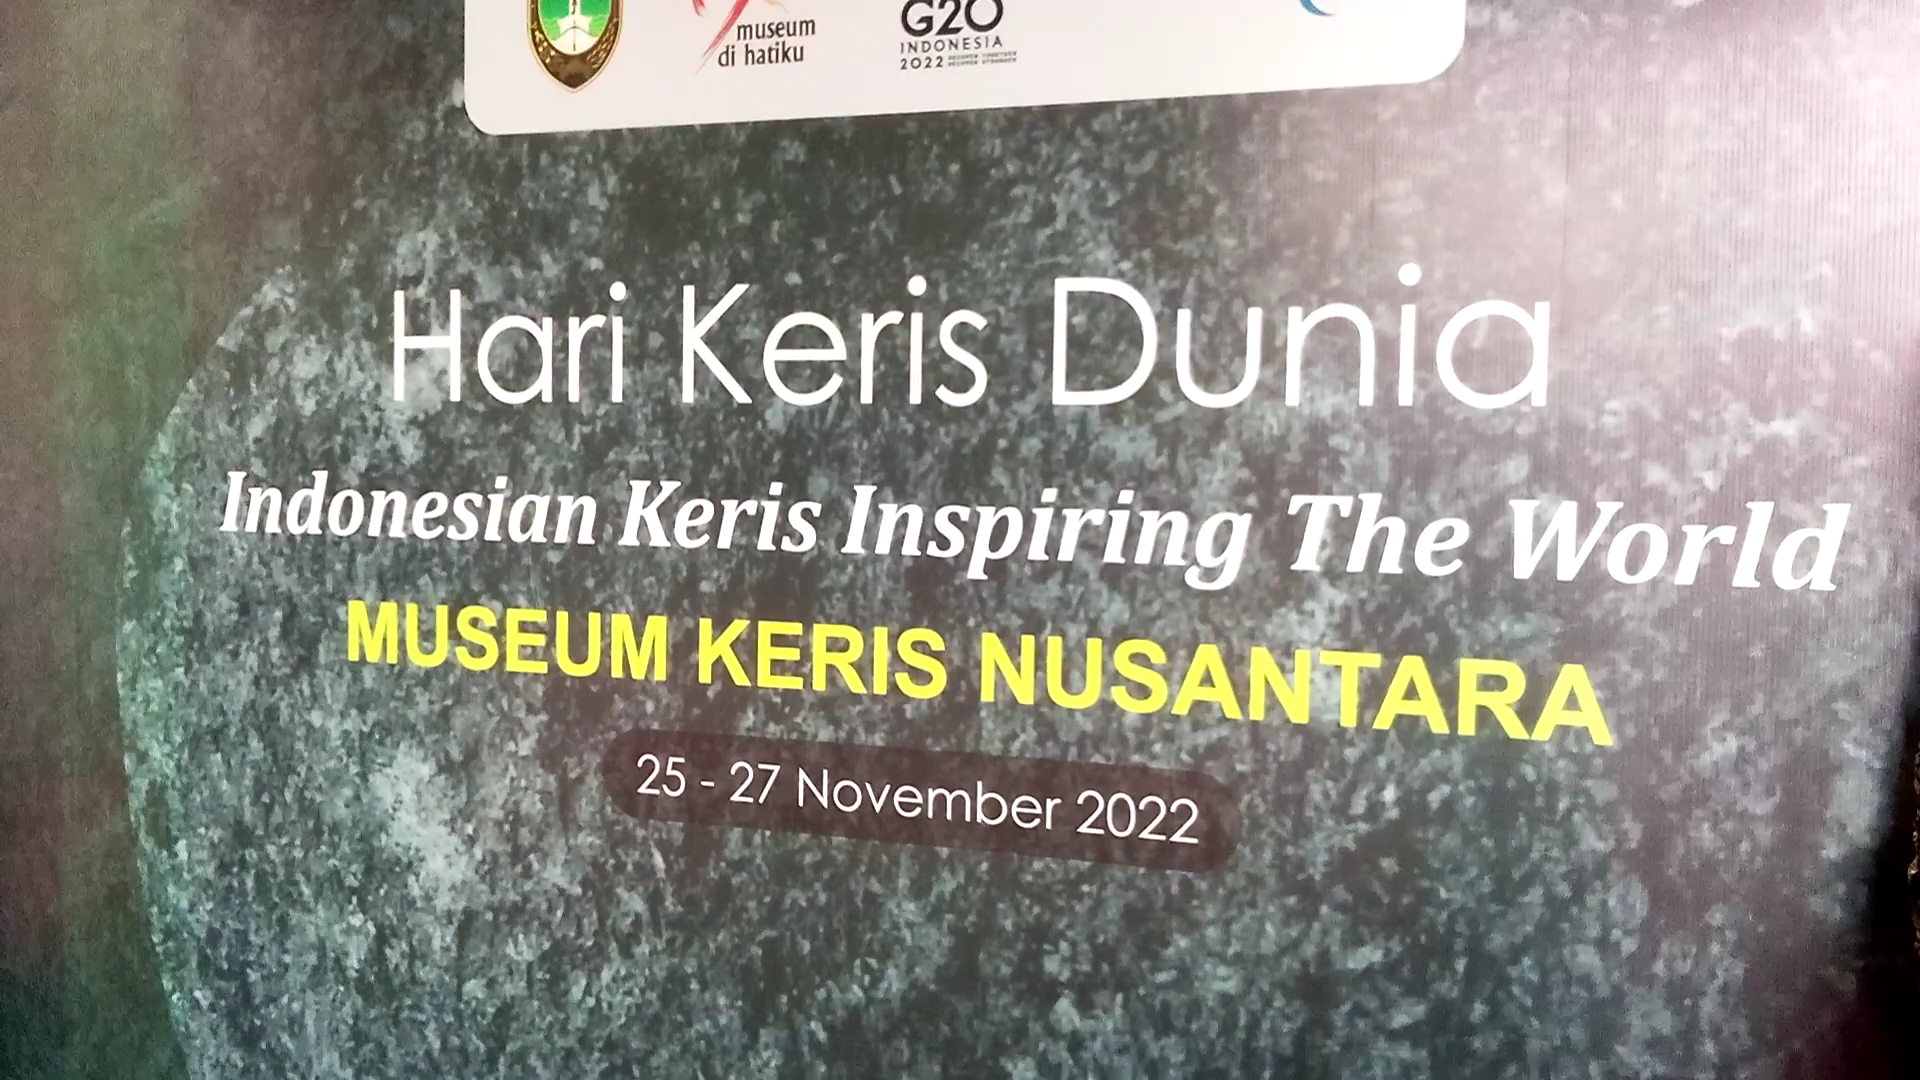 museum
di hatiku
G20
INDONESIA
2022
Hari Keris Dunia
Indonesian Keris Inspiring The World
MUSEUM KERIS NUSANTARA
25 - 27 November 2022